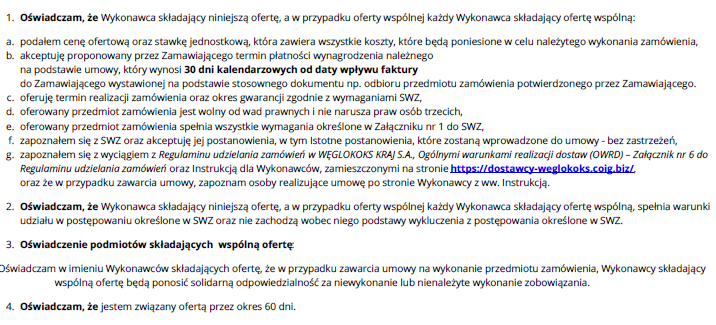 1. Oświadczam, że Wykonawca składający niniejszą ofertę, a w przypadku oferty wspólnej każdy Wykonawca składający ofertę wspólną:
a. podałem cenę ofertową oraz stawkę jednostkową, która zawiera wszystkie koszty, które będą poniesione w celu należytego wykonania zamówienia,
b. akceptuję proponowany przez Zamawiającego termin płatności wynagrodzenia należnego
na podstawie umowy, który wynosi 30 dni kalendarzowych od daty wpływu faktury
do Zamawiającego wystawionej na podstawie stosownego dokumentu np. odbioru przedmiotu zamówienia potwierdzonego przez Zamawiającego.
c. oferuję termin realizacji zamówienia oraz okres gwarancji zgodnie z wymaganiami SWZ,
d. oferowany przedmiot zamówienia jest wolny od wad prawnych i nie narusza praw osób trzecich,
e. oferowany przedmiot zamówienia spełnia wszystkie wymagania określone w Załączniku nr 1 do SWZ,
f. zapoznałem się z SWZ oraz akceptuję jej postanowienia, w tym Istotne postanowienia, które zostaną wprowadzone do umowy - bez zastrzeżeń,
g. zapoznałem się z wyciągiem z Regulaminu udzielania zamówień w WĘGLOKOKS KRAJ S.A., Ogólnymi warunkami realizacji dostaw (OWRD) – Załącznik nr 6 do
Regulaminu udzielania zamówień oraz Instrukcją dla Wykonawców, zamieszczonymi na stronie https://dostawcy-weglokoks.coig.biz/,
oraz że w przypadku zawarcia umowy, zapoznam osoby realizujące umowę po stronie Wykonawcy z ww. Instrukcją.
2. Oświadczam, że Wykonawca składający niniejszą ofertę, a w przypadku oferty wspólnej każdy Wykonawca składający ofertę wspólną, spełnia warunki
udziału w postępowaniu określone w SWZ oraz nie zachodzą wobec niego podstawy wykluczenia z postępowania określone w SWZ.
3. Oświadczenie podmiotów składających wspólną ofertę:
Oświadczam w imieniu Wykonawców składających ofertę, że w przypadku zawarcia umowy na wykonanie przedmiotu zamówienia, Wykonawcy składający
wspólną ofertę będą ponosić solidarną odpowiedzialność za niewykonanie lub nienależyte wykonanie zobowiązania.
4. Oświadczam, że jestem związany ofertą przez okres 60 dni.